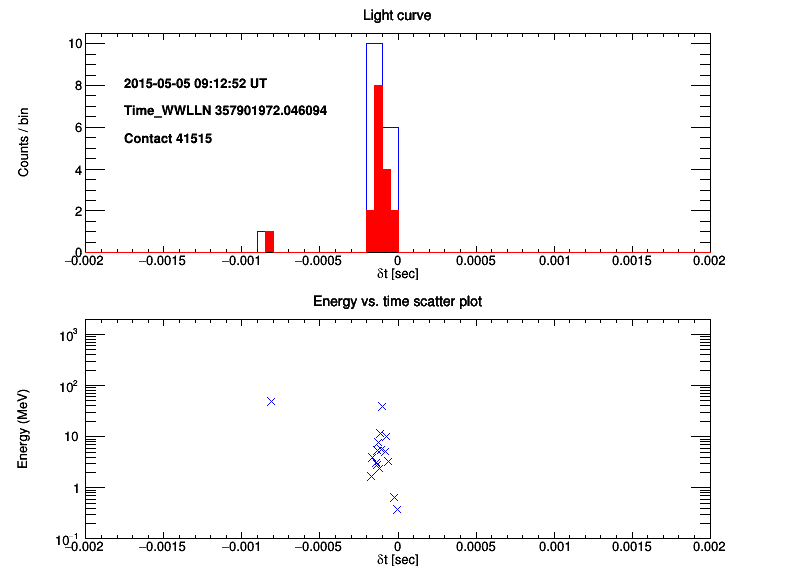 Light curve
Counts / bin
10
8
6
4
2
0
2015-05-05 09:12:52 UT
Time_WWLLN 357901972.046094
Contact 41515
−0.002 −0.0015 −0.001 −0.0005 0 0.0005 0.001 0.0015 0.002
δt [sec]
Energy vs. time scatter plot
Energy (MeV)
10³
10²
10
1
10⁻¹
−0.002 −0.0015 −0.001 −0.0005 0 0.0005 0.001 0.0015 0.002
δt [sec]